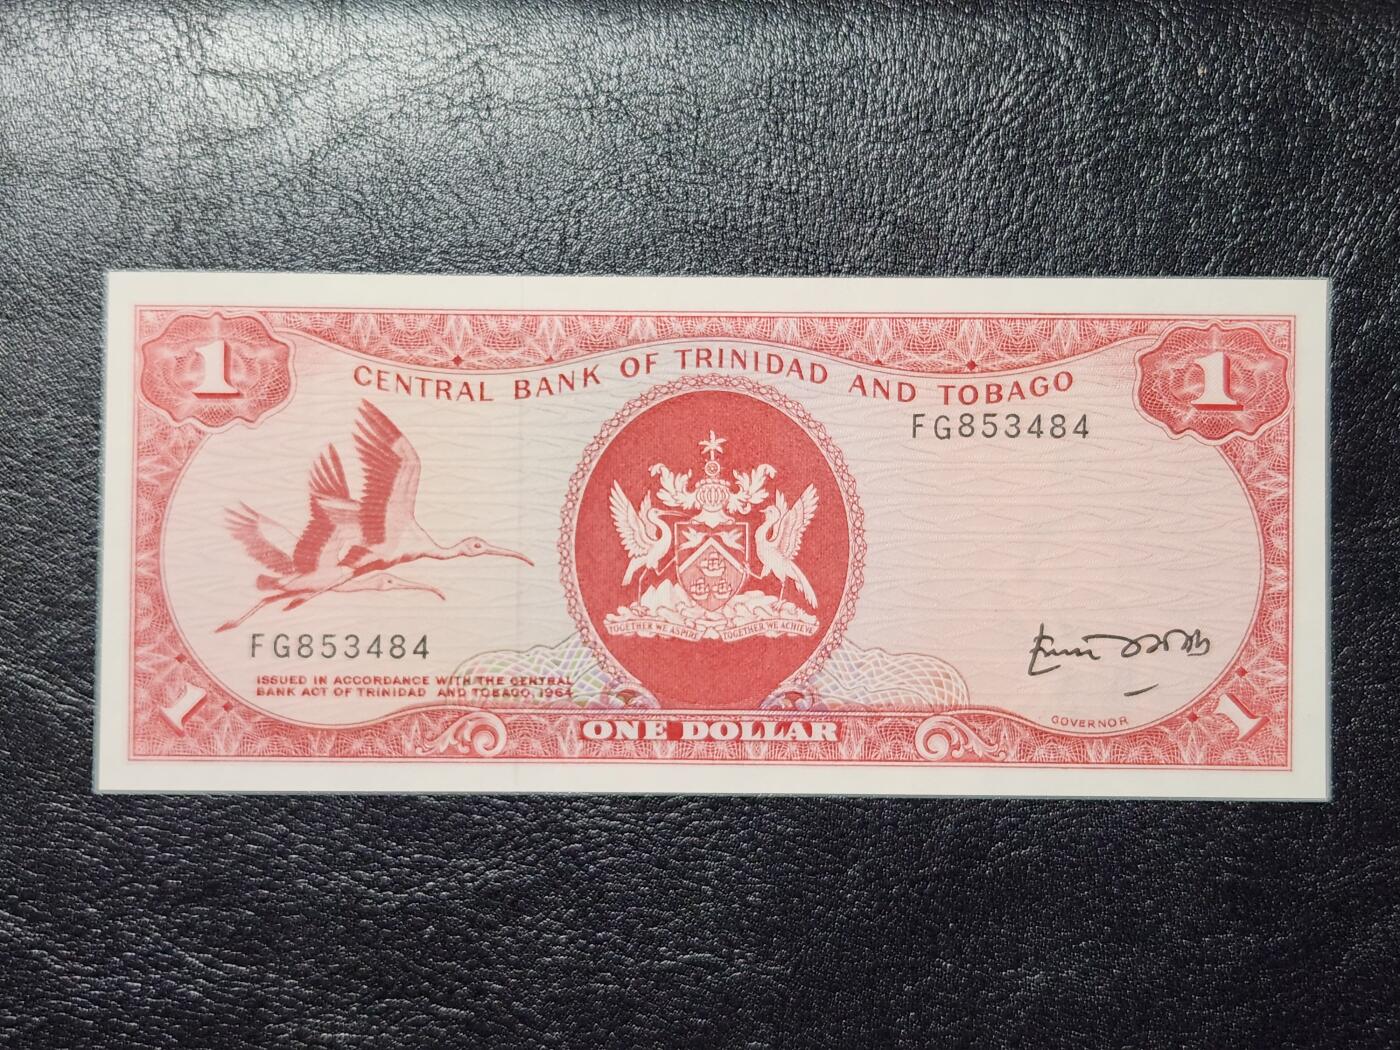 1
1
CENTRAL BANK OF TRINIDAD AND TOBAGO
FG853484
FG853484
TOGETHER WE ASPIRE TOGETHER WE ACHIEVE
ISSUED IN ACCORDANCE WITH THE CENTRAL
BANK ACT OF TRINIDAD AND TOBAGO, 1964
GOVERNOR
1
ONE DOLLAR
1